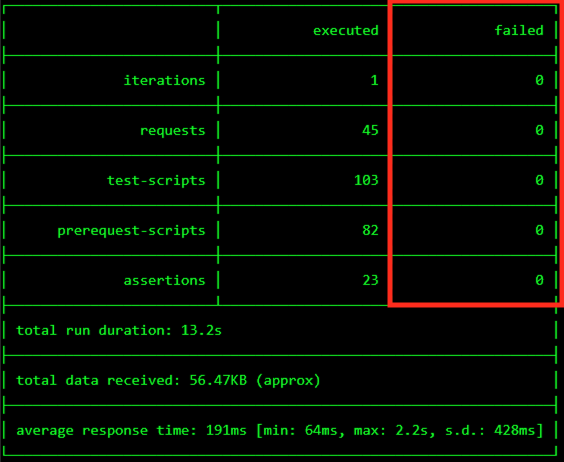 executed failed
iterations 1 0
requests 45 0
test-scripts 103 0
prerequest-scripts 82 0
assertions 23 0
total run duration: 13.2s
total data received: 56.47KB (approx)
average response time: 191ms [min: 64ms, max: 2.2s, s.d.: 428ms]